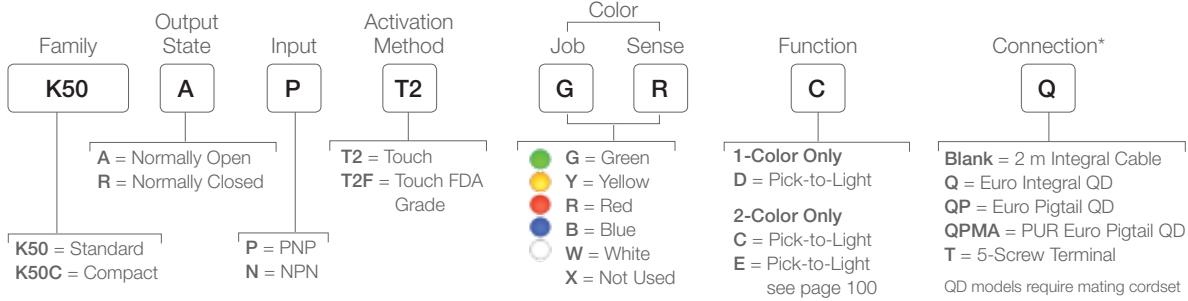 Color
Family
Output
State
Input
Activation
Method
Job
Sense
Function
Connection*
K50
A
P
T2
G
R
C
Q
A = Normally Open
R = Normally Closed
K50 = Standard
K50C = Compact
P = PNP
N = NPN
T2 = Touch
T2F = Touch FDA
Grade
G = Green
Y = Yellow
R = Red
B = Blue
W = White
X = Not Used
1-Color Only
D = Pick-to-Light
2-Color Only
C = Pick-to-Light
E = Pick-to-Light
see page 100
Blank = 2 m Integral Cable
Q = Euro Integral QD
QP = Euro Pigtail QD
QPMA = PUR Euro Pigtail QD
T = 5-Screw Terminal
QD models require mating cordset